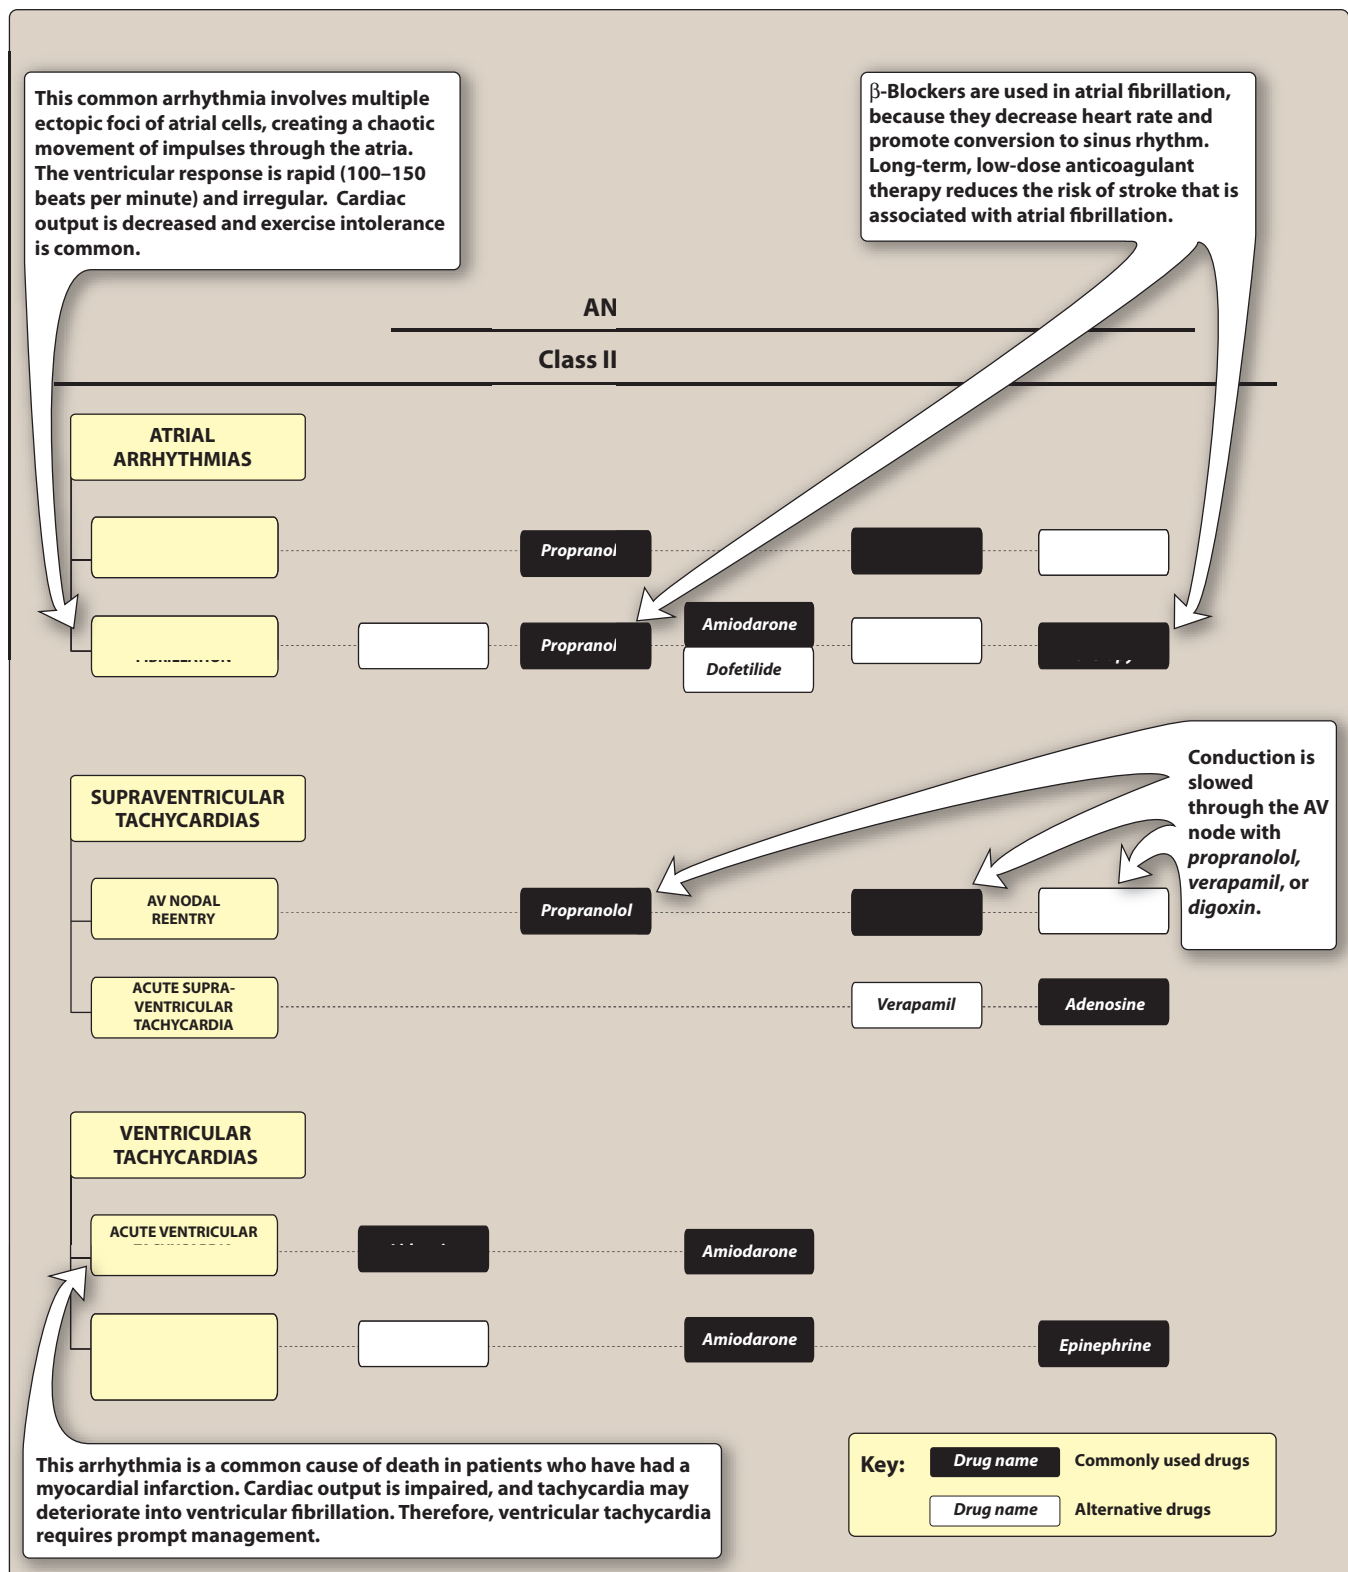 This common arrhythmia involves multiple
ectopic foci of atrial cells, creating a chaotic
movement of impulses through the atria.
The ventricular response is rapid (100–150
beats per minute) and irregular. Cardiac
output is decreased and exercise intolerance
is common.
β-Blockers are used in atrial fibrillation,
because they decrease heart rate and
promote conversion to sinus rhythm.
Long-term, low-dose anticoagulant
therapy reduces the risk of stroke that is
associated with atrial fibrillation.
AN
Class II
ATRIAL
ARRHYTHMIAS
Propranol
Propranol
Amiodarone
Dofetilide
Conduction is
slowed
through the AV
node with
propranolol,
verapamil, or
digoxin.
SUPRAVENTRICULAR
TACHYCARDIAS
AV NODAL
REENTRY
Propranolol
ACUTE SUPRA-
VENTRICULAR
TACHYCARDIA
Verapamil
Adenosine
VENTRICULAR
TACHYCARDIAS
ACUTE VENTRICULAR
Amiodarone
Amiodarone
Epinephrine
This arrhythmia is a common cause of death in patients who have had a
myocardial infarction. Cardiac output is impaired, and tachycardia may
deteriorate into ventricular fibrillation. Therefore, ventricular tachycardia
requires prompt management.
Key:
Drug name Commonly used drugs
Drug name Alternative drugs